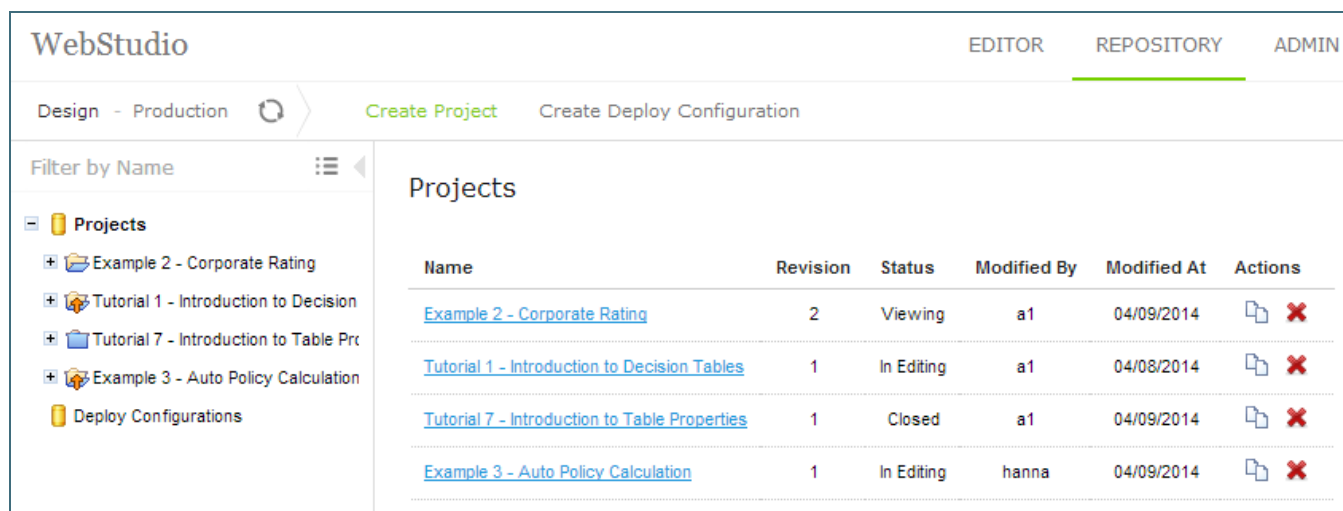 WebStudio EDITOR REPOSITORY ADMIN
Design - Production Create Project Create Deploy Configuration
Filter by Name
Projects
Example 2 - Corporate Rating
Tutorial 1 - Introduction to Decision
Tutorial 7 - Introduction to Table Pro
Example 3 - Auto Policy Calculation
Deploy Configurations
Projects
Name Revision Status Modified By Modified At Actions
Example 2 - Corporate Rating 2 Viewing a1 04/09/2014
Tutorial 1 - Introduction to Decision Tables 1 In Editing a1 04/08/2014
Tutorial 7 - Introduction to Table Properties 1 Closed a1 04/09/2014
Example 3 - Auto Policy Calculation 1 In Editing hanna 04/09/2014